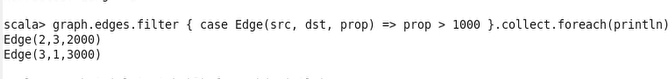 scala> graph.edges.filter { case Edge(src, dst, prop) => prop > 1000 }.collect.foreach(println)
Edge(2,3,2000)
Edge(3,1,3000)